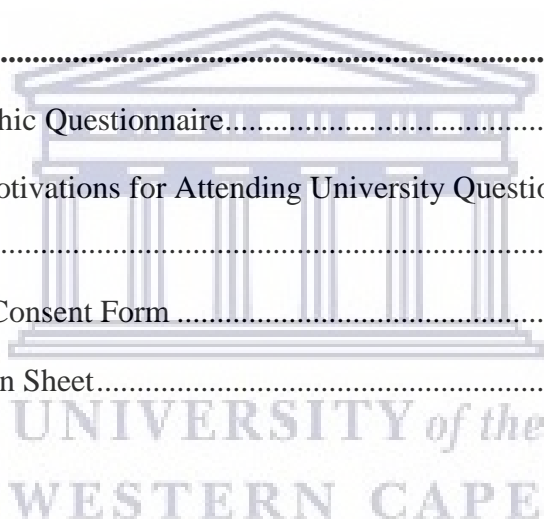 ..........................................................................
hic Questionnaire..............................................
otivations for Attending University Questio
..........................................................................
Consent Form .....................................................
n Sheet.................................................................
UNIVERSITY of the
WESTERN CAPE